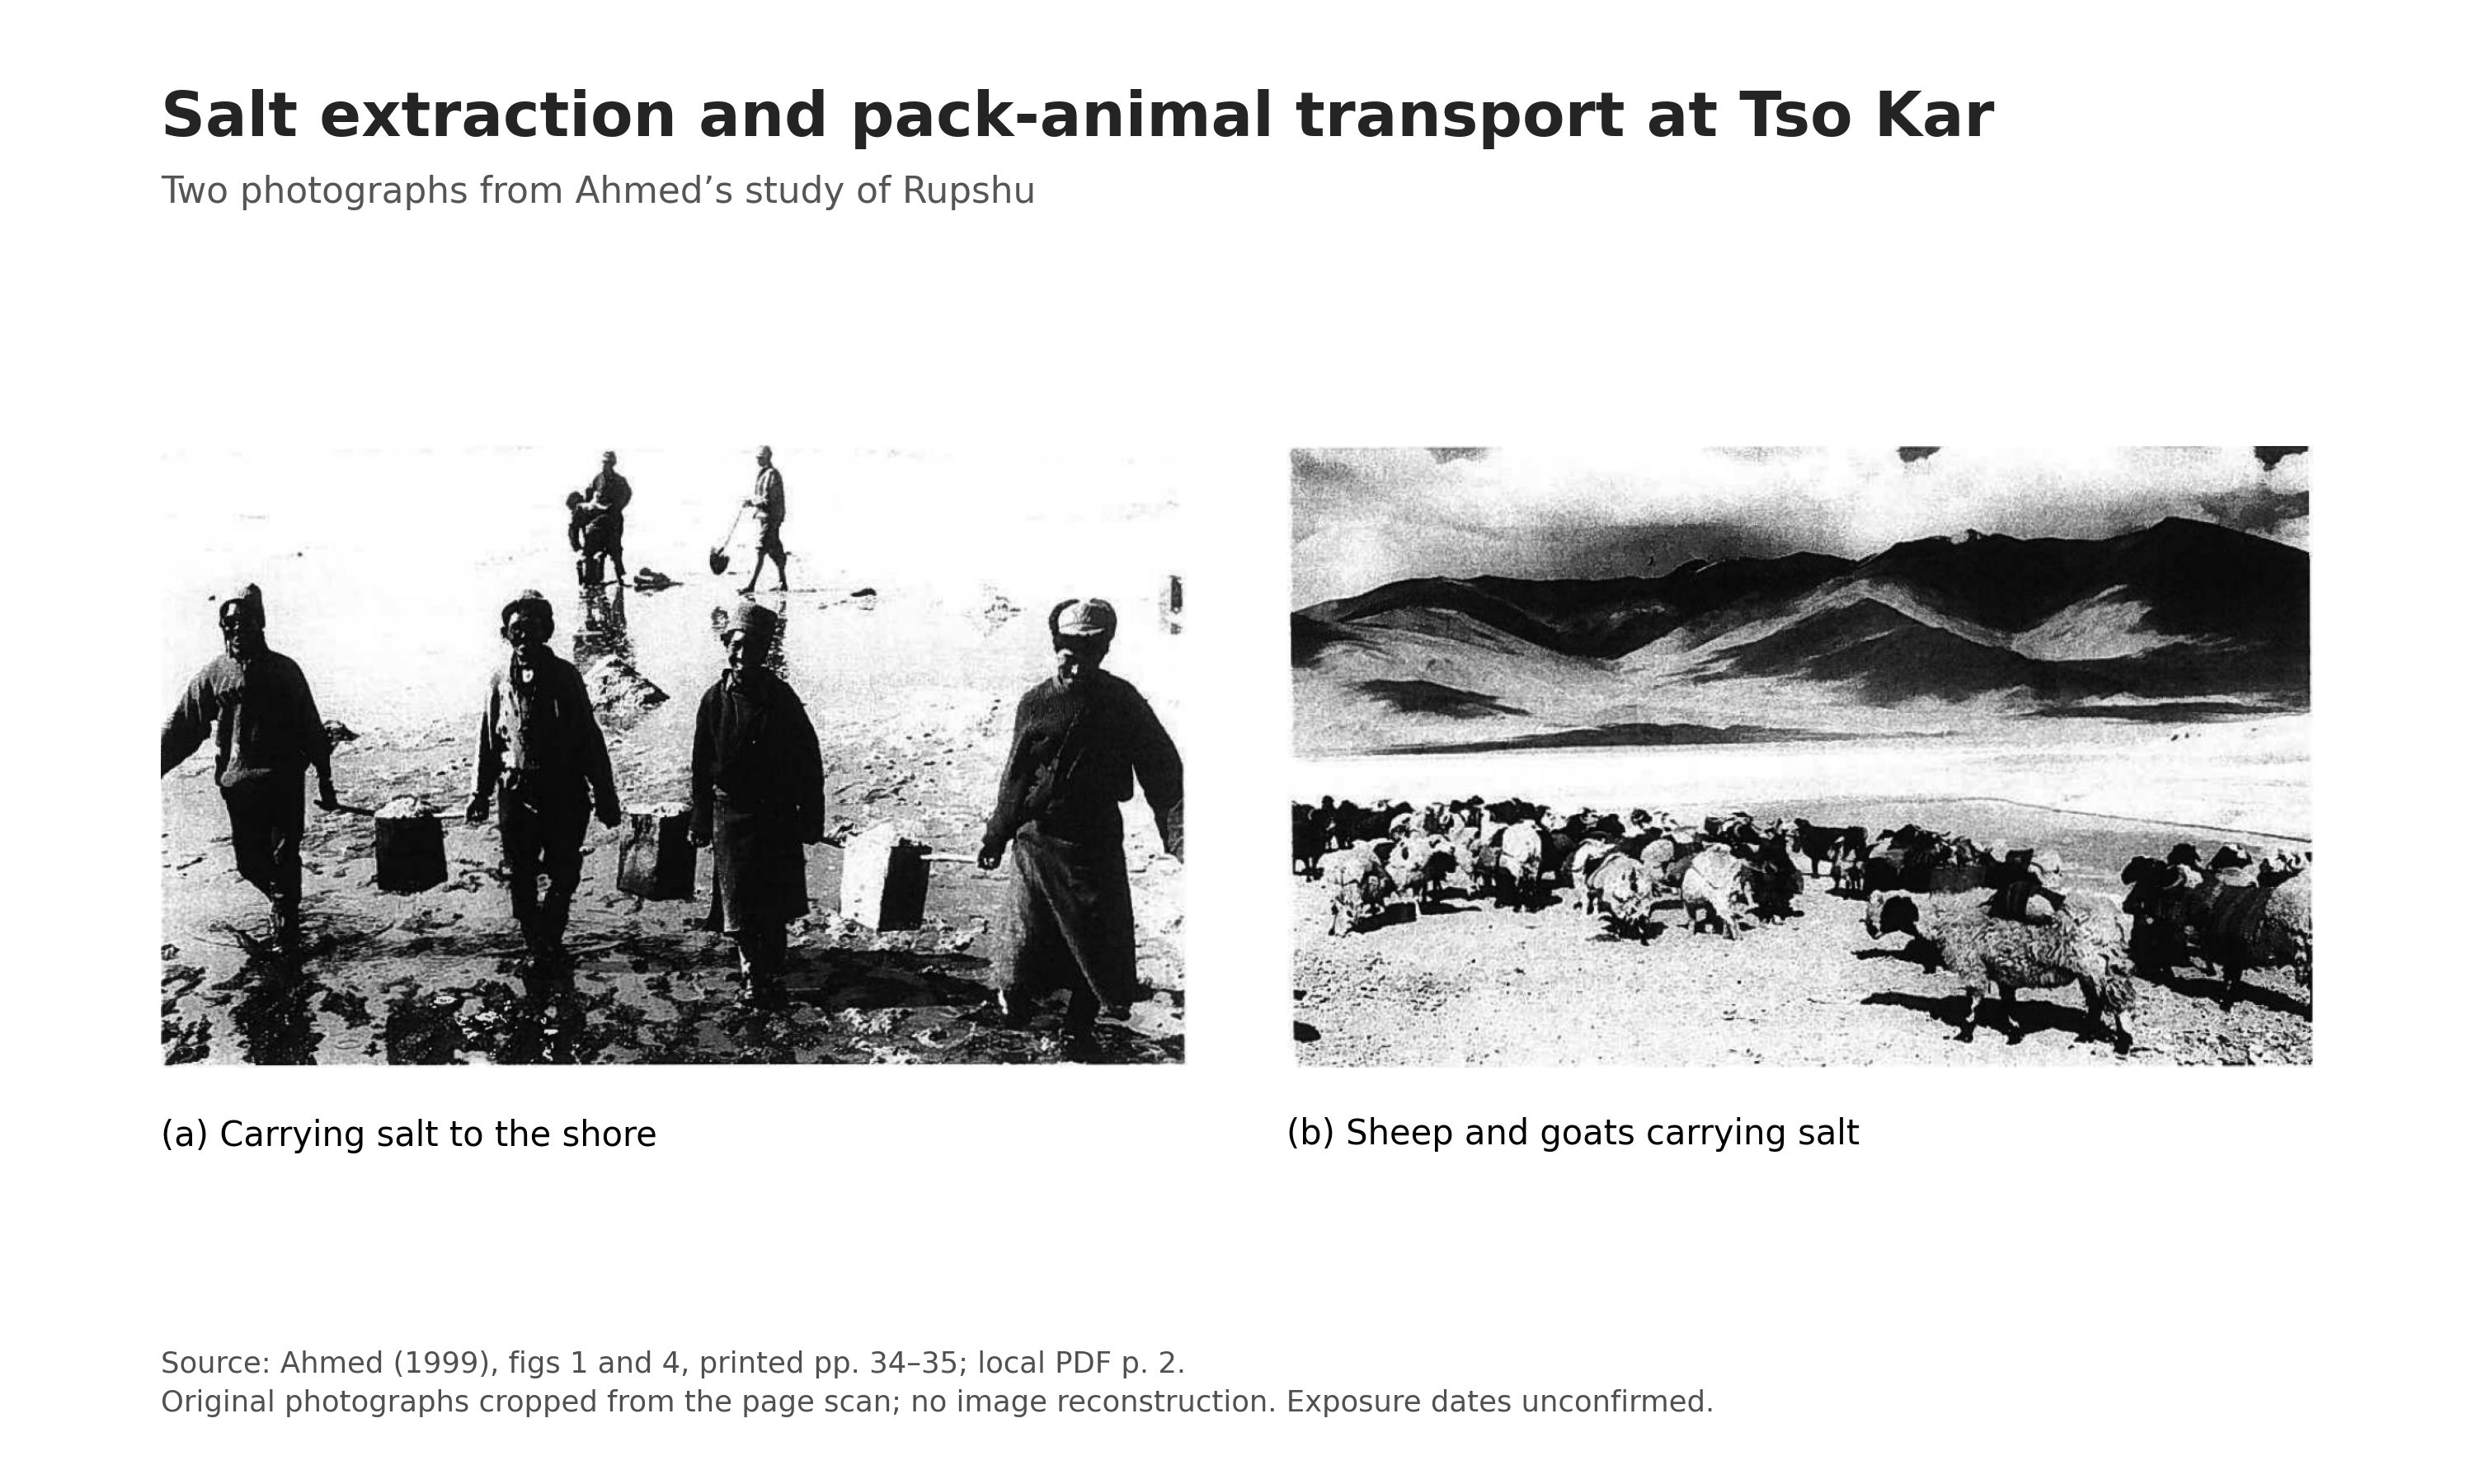 Salt extraction and pack-animal transport at Tso Kar
Two photographs from Ahmed’s study of Rupshu
(a) Carrying salt to the shore
(b) Sheep and goats carrying salt
Source: Ahmed (1999), figs 1 and 4, printed pp. 34–35; local PDF p. 2.
Original photographs cropped from the page scan; no image reconstruction. Exposure dates unconfirmed.